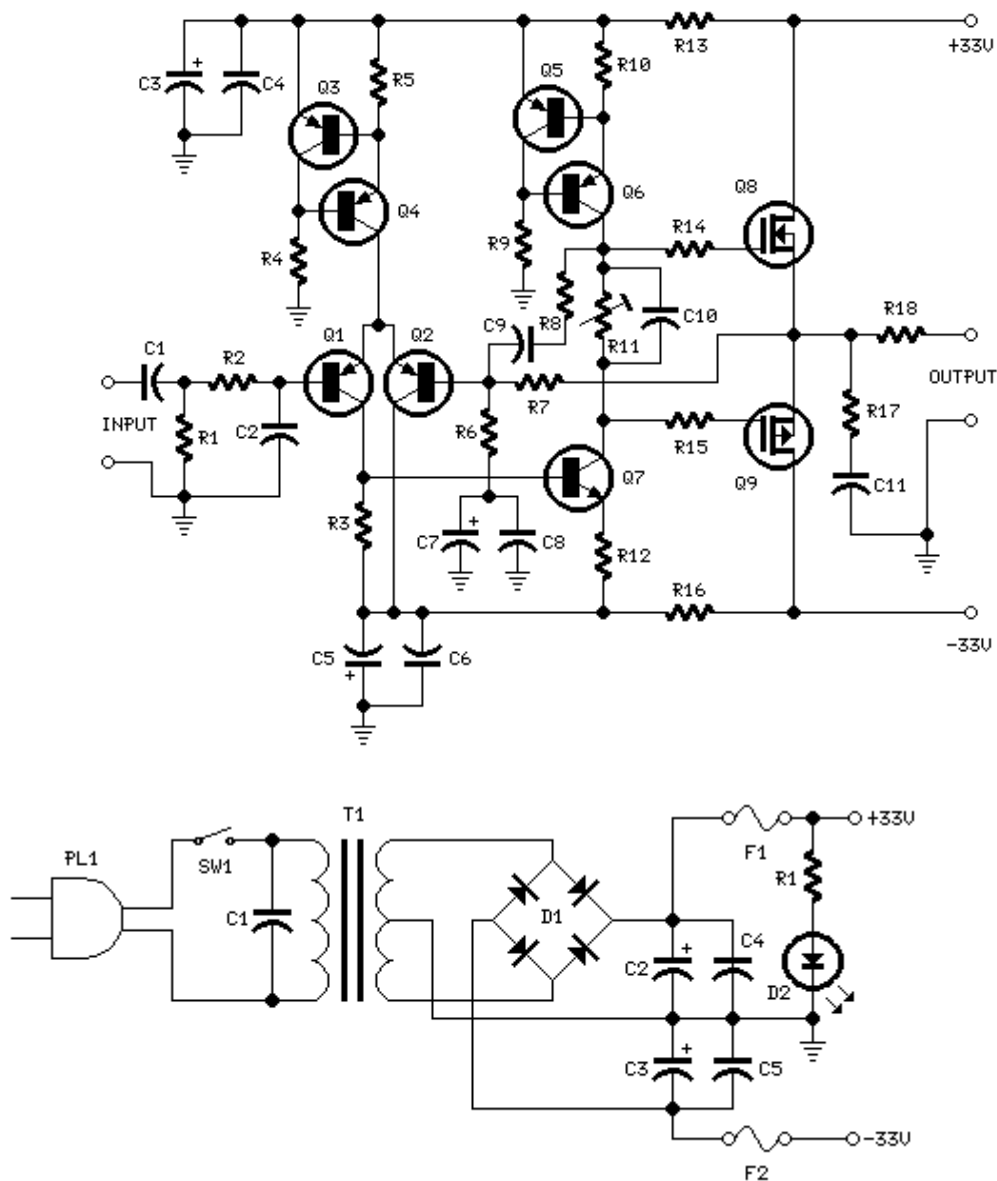 R13
+33V
C3
+
C4
Q3
R5
Q5
R10
Q4
Q6
Q8
R4
R9
R14
C9
R8
R11
C10
R18
C1
R2
Q1
Q2
R7
OUTPUT
INPUT
R1
C2
R6
R15
R17
Q7
Q9
R3
C7
+
C8
R12
C11
R16
-33V
C5
+
C6
T1
+33V
PL1
SW1
F1
R1
C1
D1
C2
+
C4
D2
C3
+
C5
-33V
F2